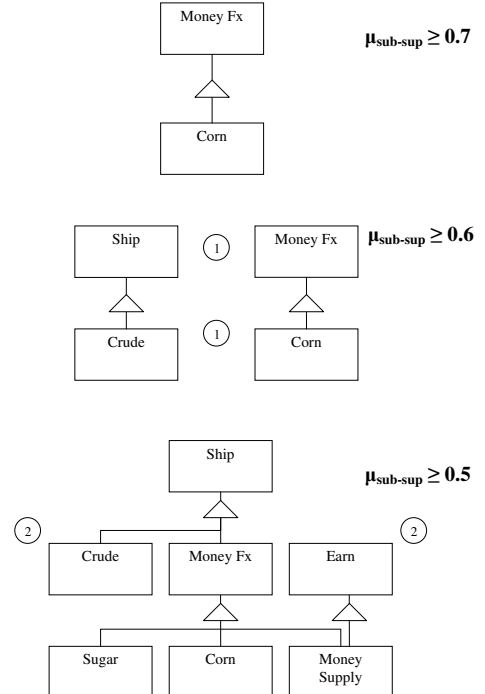 Money Fx
μsub-sup ≥ 0.7
Corn
Ship
1
Money Fx
μsub-sup ≥ 0.6
Crude
1
Corn
Ship
μsub-sup ≥ 0.5
2
Crude
Money Fx
Earn
2
Sugar
Corn
Money
Supply